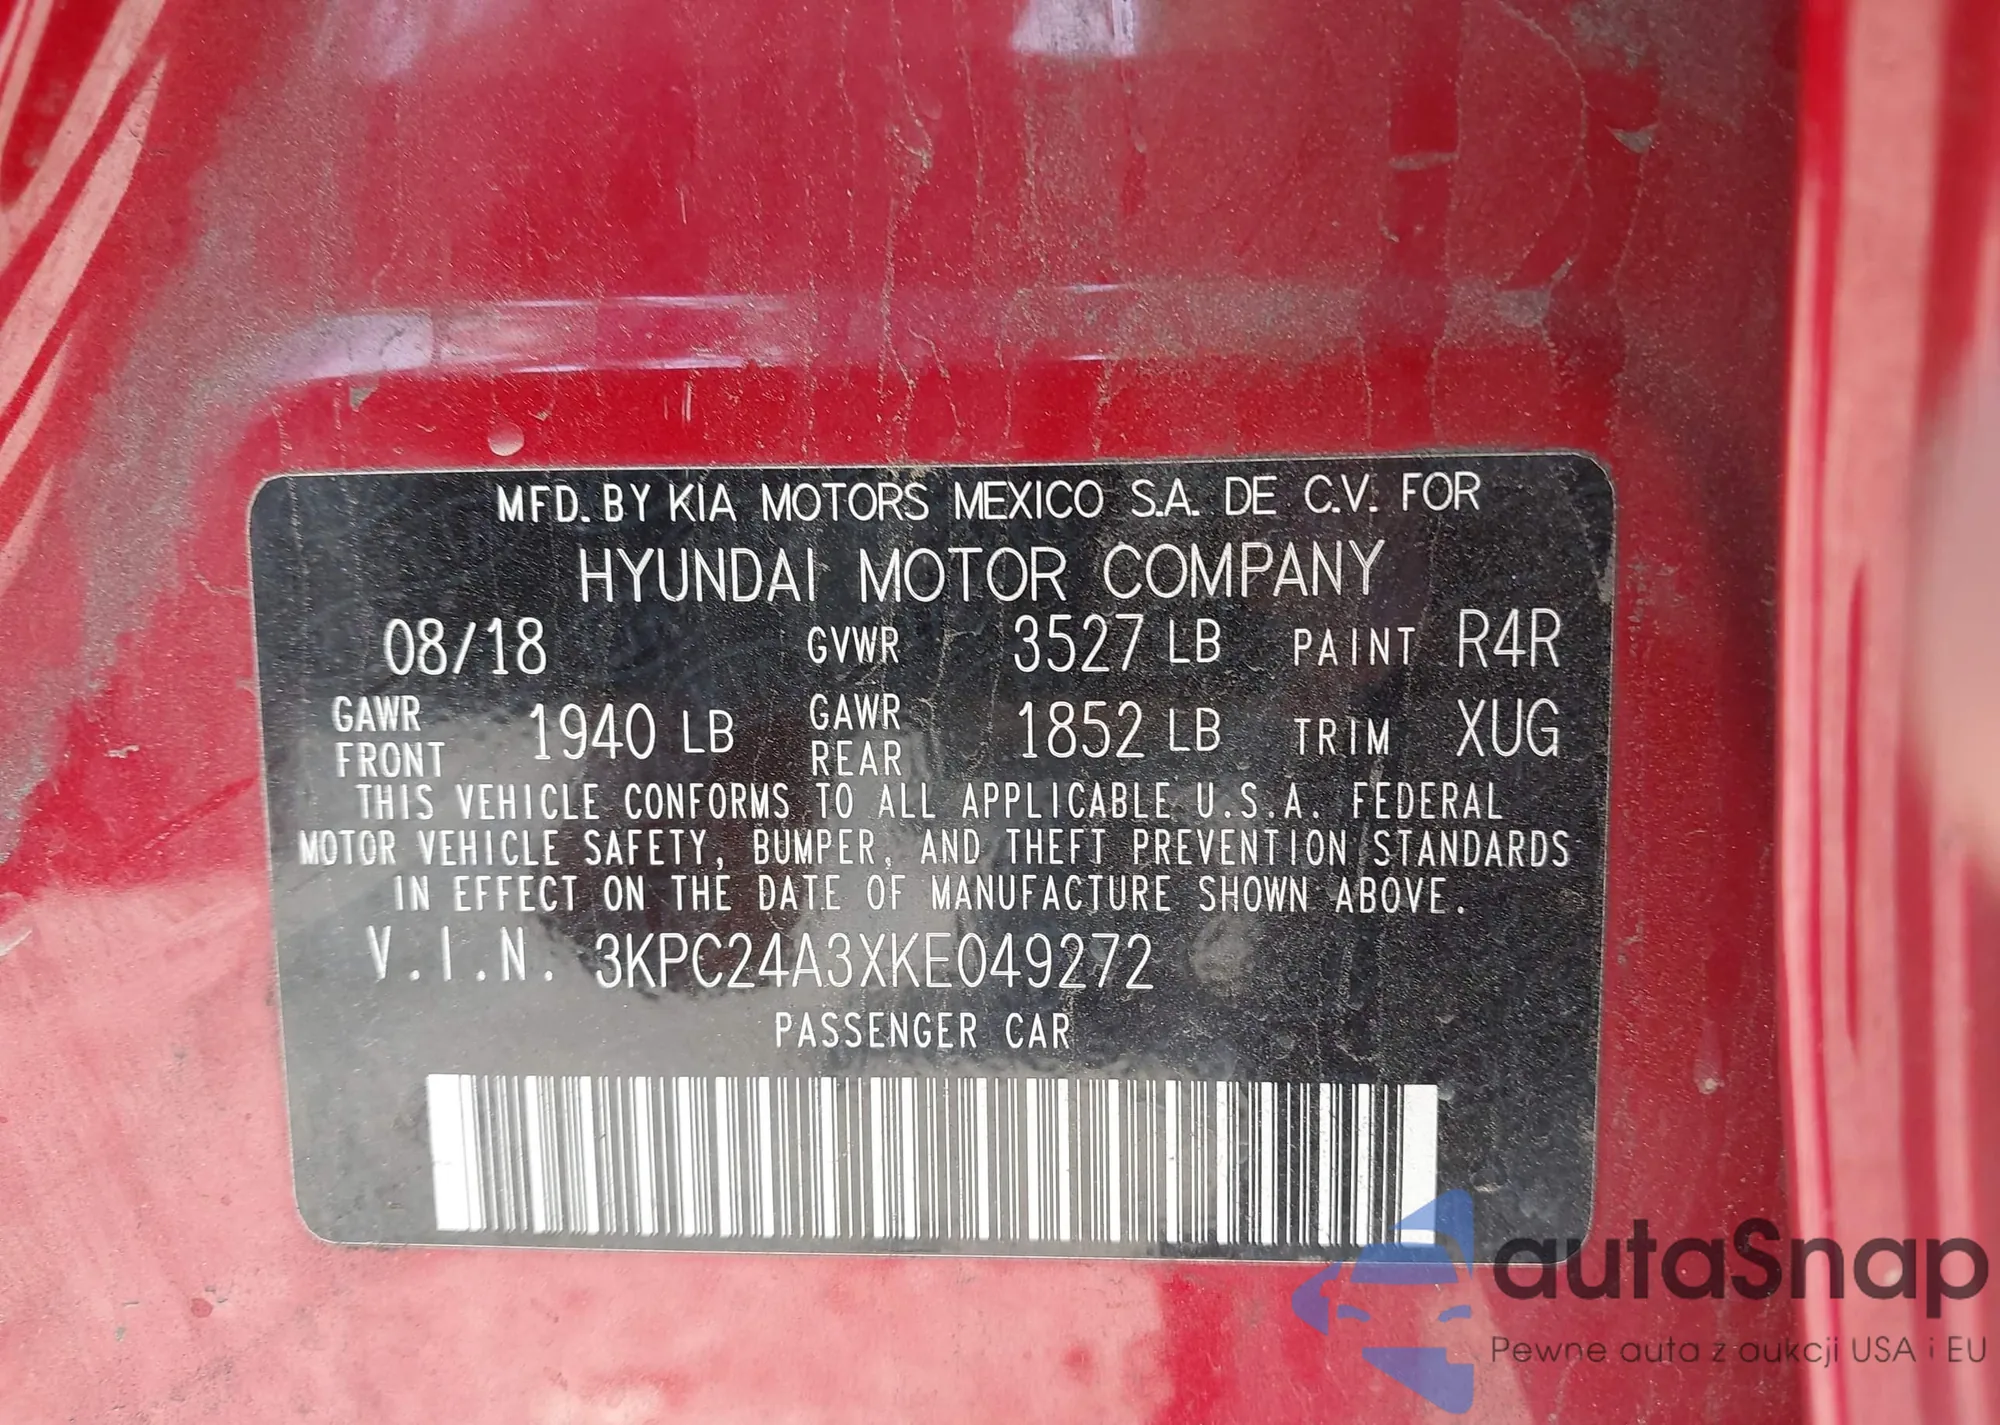 MFD. BY KIA MOTORS MEXICO S.A. DE C.V. FOR
HYUNDAI MOTOR COMPANY
08/18 GVWR 3527 LB PAINT R4R
GAWR FRONT 1940 LB GAWR REAR 1852 LB TRIM XUG
THIS VEHICLE CONFORMS TO ALL APPLICABLE U.S.A. FEDERAL
MOTOR VEHICLE SAFETY, BUMPER, AND THEFT PREVENTION STANDARDS
IN EFFECT ON THE DATE OF MANUFACTURE SHOWN ABOVE.
V.I.N. 3KPC24A3XKE049272
PASSENGER CAR
autaSnap
Pewne auta z aukcji USA i EU